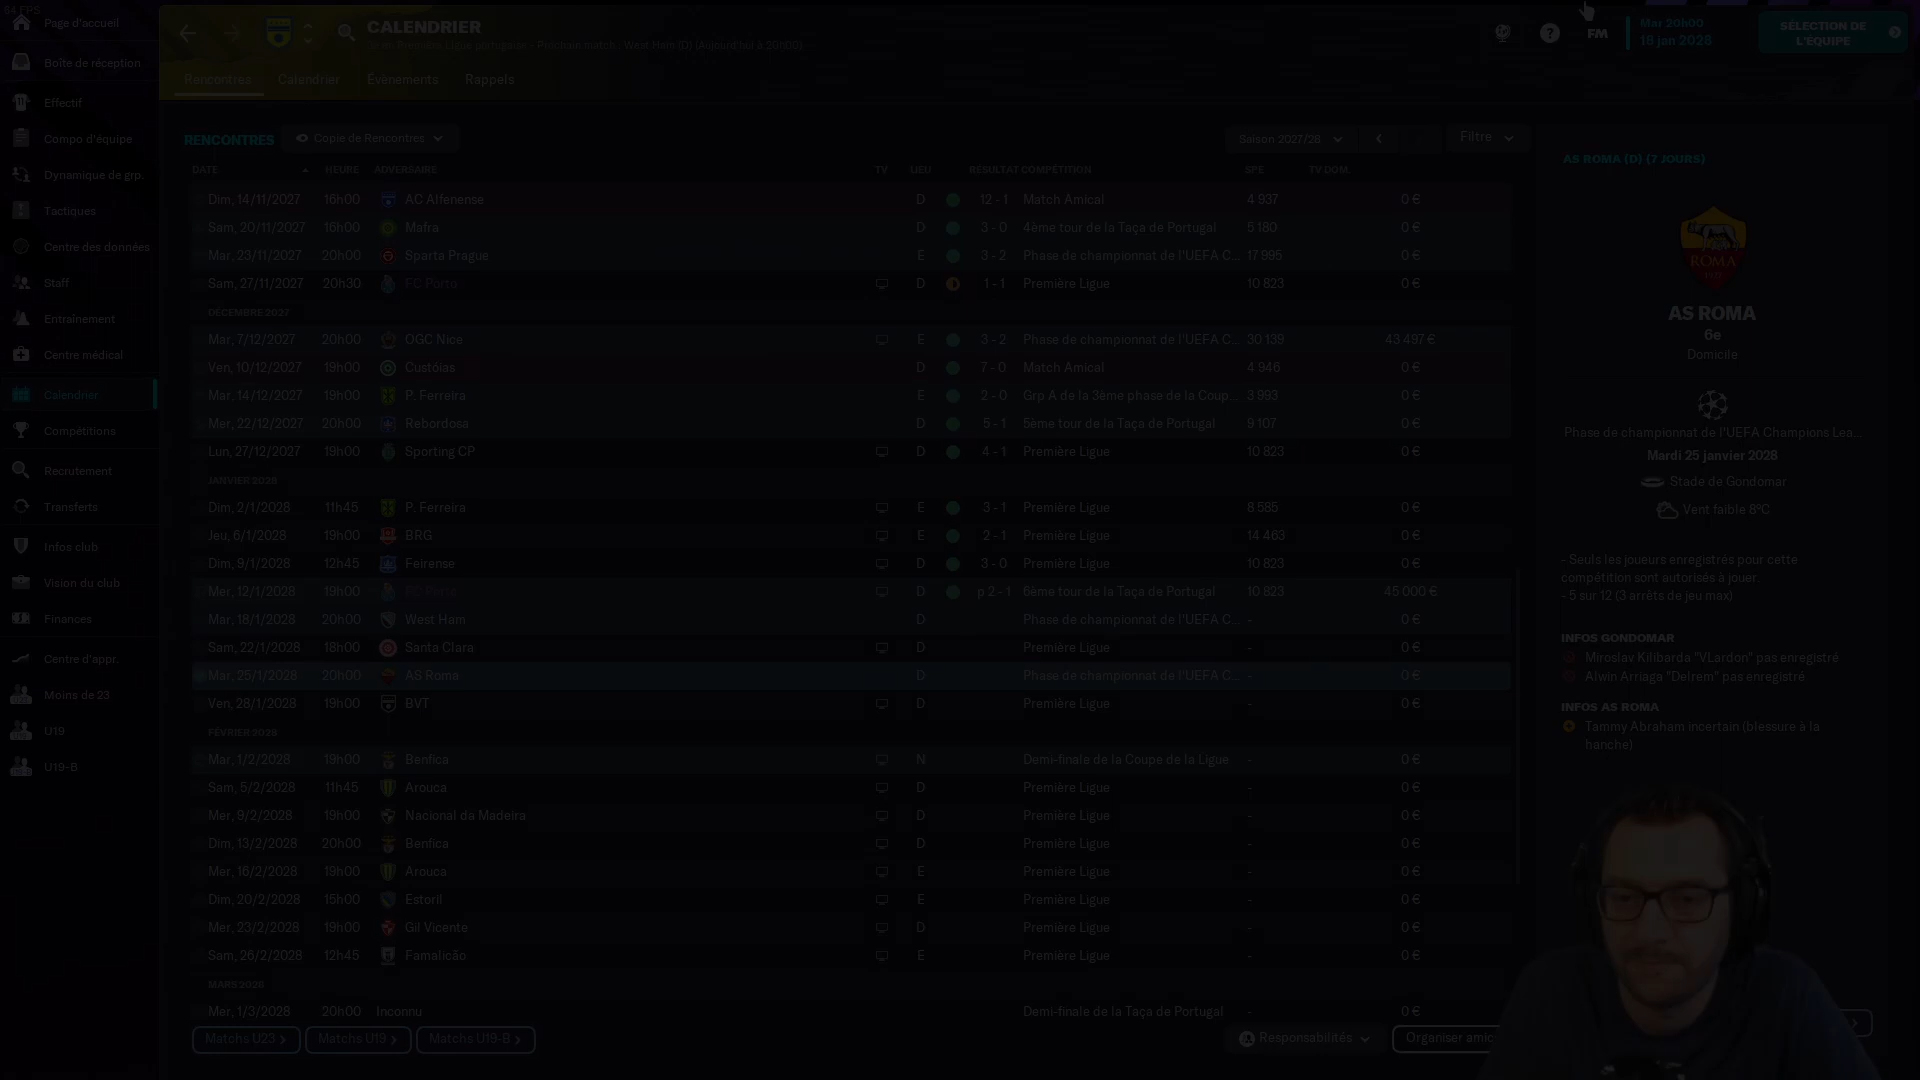 54 FPS
Page d'accueil
Boîte de réception
Effectif
Compo d'équipe
Dynamique de grp.
Tactiques
Centre des données
Staff
Entraînement
Centre médical
Calendrier
Compétitions
Recrutement
Transferts
Infos club
Vision du club
Finances
Centre d'appr.
Moins de 23
U19
U19-B
CALENDRIER
Première Ligue portugaise - Prochain match : West Ham (D) (Aujourd'hui à 20h00)
FM
Mar 20h00
18 jan 2028
SÉLECTION DE
L'ÉQUIPE
Rencontres Calendrier Évènements Rappels
RENCONTRES Copie de Rencontres Saison 2027/28 Filtre
DATE HEURE ADVERSAIRE TV LIEU RÉSULTAT COMPÉTITION SPE TV DOM.
Dim, 14/11/2027 16h00 AC Alfenense D 12 - 1 Match Amical 4 937 0 €
Sam, 20/11/2027 16h00 Mafra D 3 - 0 4ème tour de la Taça de Portugal 5 180 0 €
Mar, 23/11/2027 20h00 Sparta Prague E 3 - 2 Phase de championnat de l'UEFA C... 17 995 0 €
Sam, 27/11/2027 20h30 FC Porto D 1 - 1 Première Ligue 10 823 0 €
DÉCEMBRE 2027
Mar, 7/12/2027 20h00 OGC Nice E 3 - 2 Phase de championnat de l'UEFA C... 30 139 43 497 €
Ven, 10/12/2027 19h00 Custóias D 7 - 0 Match Amical 4 946 0 €
Mar, 14/12/2027 19h00 P. Ferreira E 2 - 0 Grp A de la 3ème phase de la Coup... 3 993 0 €
Mer, 22/12/2027 20h00 Rebordosa D 5 - 1 5ème tour de la Taça de Portugal 9 107 0 €
Lun, 27/12/2027 19h00 Sporting CP D 4 - 1 Première Ligue 10 823 0 €
JANVIER 2028
Dim, 2/1/2028 11h45 P. Ferreira E 3 - 1 Première Ligue 8 585 0 €
Jeu, 6/1/2028 19h00 BRG E 2 - 1 Première Ligue 14 463 0 €
Dim, 9/1/2028 12h45 Feirense D 3 - 0 Première Ligue 10 823 0 €
Mer, 12/1/2028 19h00 FC Porto D p 2 - 1 6ème tour de la Taça de Portugal 10 823 45 000 €
Mar, 18/1/2028 20h00 West Ham D Phase de championnat de l'UEFA C... - 0 €
Sam, 22/1/2028 18h00 Santa Clara D Première Ligue - 0 €
Mar, 25/1/2028 20h00 AS Roma D Phase de championnat de l'UEFA C... - 0 €
Ven, 28/1/2028 19h00 BVT D Première Ligue - 0 €
FÉVRIER 2028
Mar, 1/2/2028 19h00 Benfica N Demi-finale de la Coupe de la Ligue - 0 €
Sam, 5/2/2028 11h45 Arouca D Première Ligue - 0 €
Mer, 9/2/2028 19h00 Nacional da Madeira D Première Ligue - 0 €
Dim, 13/2/2028 20h00 Benfica D Première Ligue - 0 €
Mer, 16/2/2028 19h00 Arouca E Première Ligue - 0 €
Dim, 20/2/2028 15h00 Estoril E Première Ligue - 0 €
Mer, 23/2/2028 19h00 Gil Vicente D Première Ligue - 0 €
Sam, 26/2/2028 12h45 Famalicão E Première Ligue - 0 €
MARS 2028
Mer, 1/3/2028 20h00 Inconnu Demi-finale de la Taça de Portugal - 0 €
Matchs U23 Matchs U19 Matchs U19-B Responsabilités Organiser amic
AS ROMA (D) (7 JOURS)
ROMA
1927
AS ROMA
6e
Domicile
Phase de championnat de l'UEFA Champions Lea...
Mardi 25 janvier 2028
Stade de Gondomar
Vent faible 8°C
- Seuls les joueurs enregistrés pour cette
compétition sont autorisés à jouer.
- 5 sur 12 (3 arrêts de jeu max)
INFOS GONDOMAR
Miroslav Kilibarda "VLardon" pas enregistré
Alwin Arriaga "Delrem" pas enregistré
INFOS AS ROMA
Tammy Abraham incertain (blessure à la
hanche)